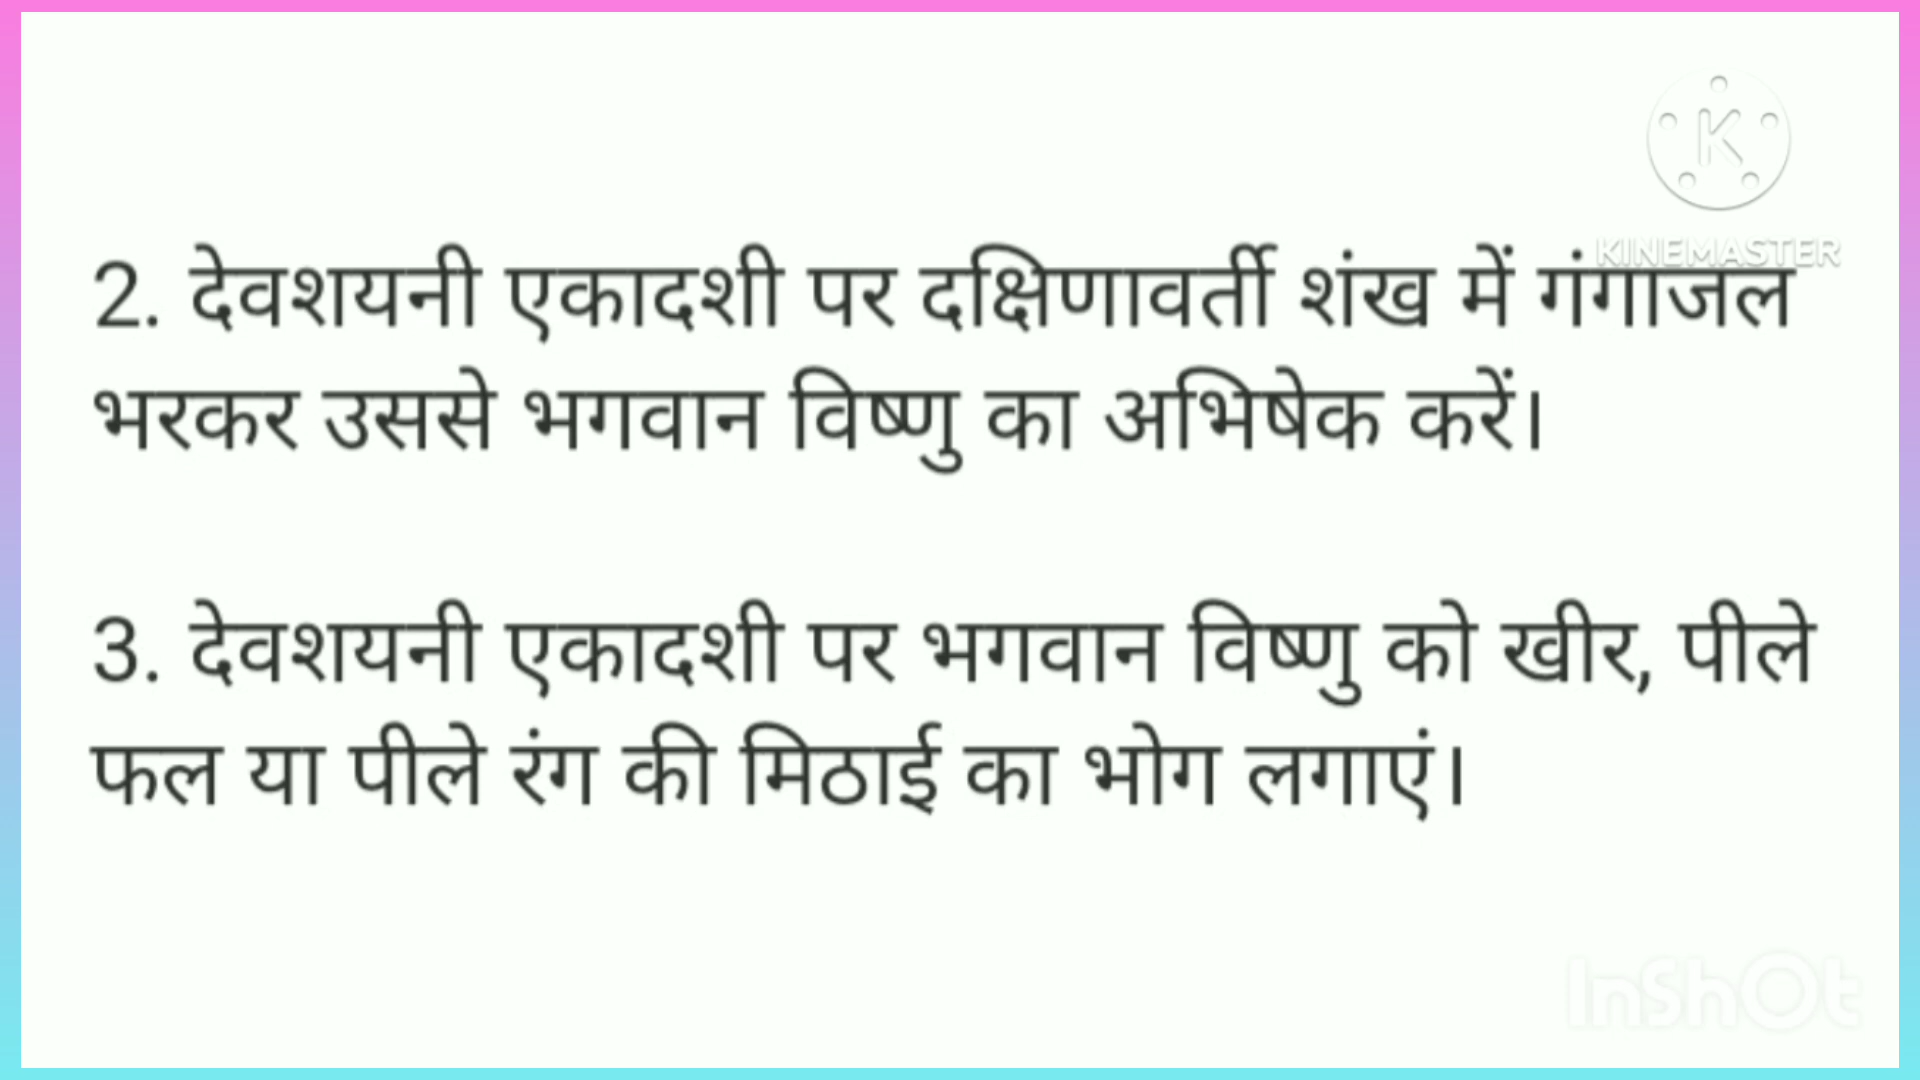 KINEMASTER
2. देवशयनी एकादशी पर दक्षिणावर्ती शंख में गंगाजल
भरकर उससे भगवान विष्णु का अभिषेक करें।
3. देवशयनी एकादशी पर भगवान विष्णु को खीर, पीले
फल या पीले रंग की मिठाई का भोग लगाएं।
InShOt